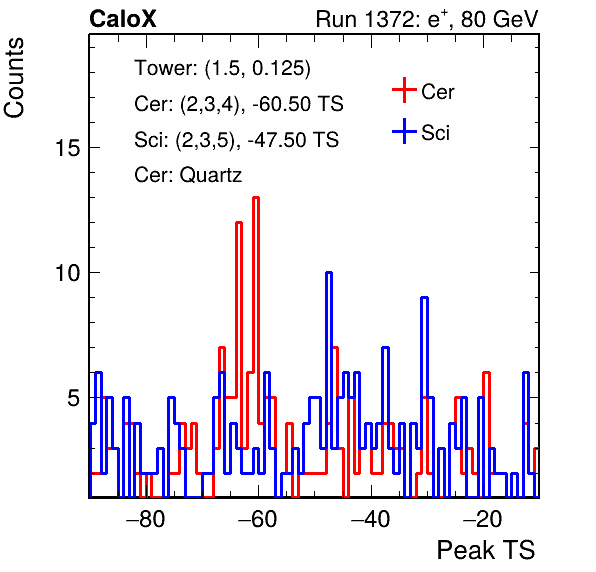 CaloX Run 1372: e⁺, 80 GeV
Counts
Tower: (1.5, 0.125)
Cer: (2,3,4), -60.50 TS
Sci: (2,3,5), -47.50 TS
Cer: Quartz
Cer
Sci
15
10
5
−80 −60 −40 −20
Peak TS